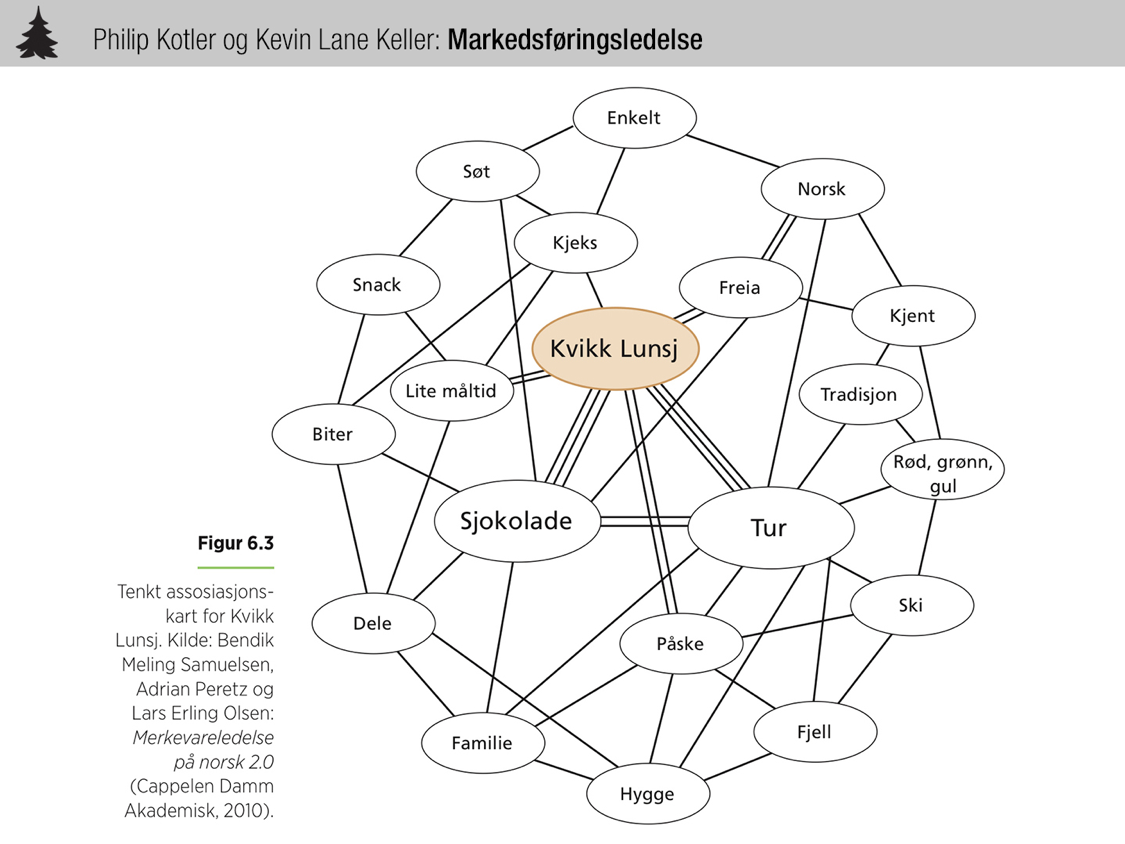 Philip Kotler og Kevin Lane Keller: Markedsføringsledelse
Enkelt
Søt
Norsk
Kjeks
Snack
Freia
Kjent
Kvikk Lunsj
Lite måltid
Tradisjon
Biter
Rød, grønn,
gul
Sjokolade
Tur
Figur 6.3
Tenkt assosiasjons-
kart for Kvikk
Lunsj. Kilde: Bendik
Meling Samuelsen,
Adrian Peretz og
Lars Erling Olsen:
Merkevareledelse
på norsk 2.0
(Cappelen Damm
Akademisk, 2010).
Dele
Ski
Påske
Familie
Fjell
Hygge